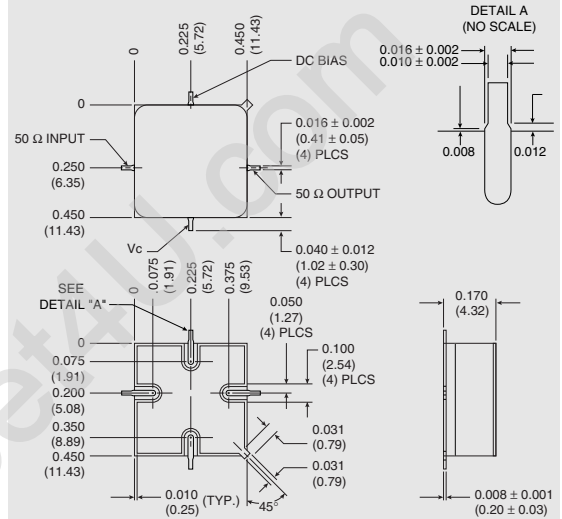 DETAIL A
(NO SCALE)
0
0.225
(5.72)
0.450
(11.43)
0.016 ± 0.002
0.010 ± 0.002
DC BIAS
0
0.016 ± 0.002
(0.41 ± 0.05)
(4) PLCS
50 Ω INPUT
0.008
0.012
0.250
(6.35)
50 Ω OUTPUT
0.450
(11.43)
Vc
0.040 ± 0.012
(1.02 ± 0.30)
(4) PLCS
0
0.075
(1.91)
0.225
(5.72)
0.375
(9.53)
SEE
DETAIL "A"
0.050
(1.27)
(4) PLCS
0.170
(4.32)
0
0.075
(1.91)
0.100
(2.54)
(4) PLCS
0.200
(5.08)
0.350
(8.89)
0.031
(0.79)
0.450
(11.43)
0.031
(0.79)
0.010 (TYP.)
(0.25)
45°
0.008 ± 0.001
(0.20 ± 0.03)
et4U.com